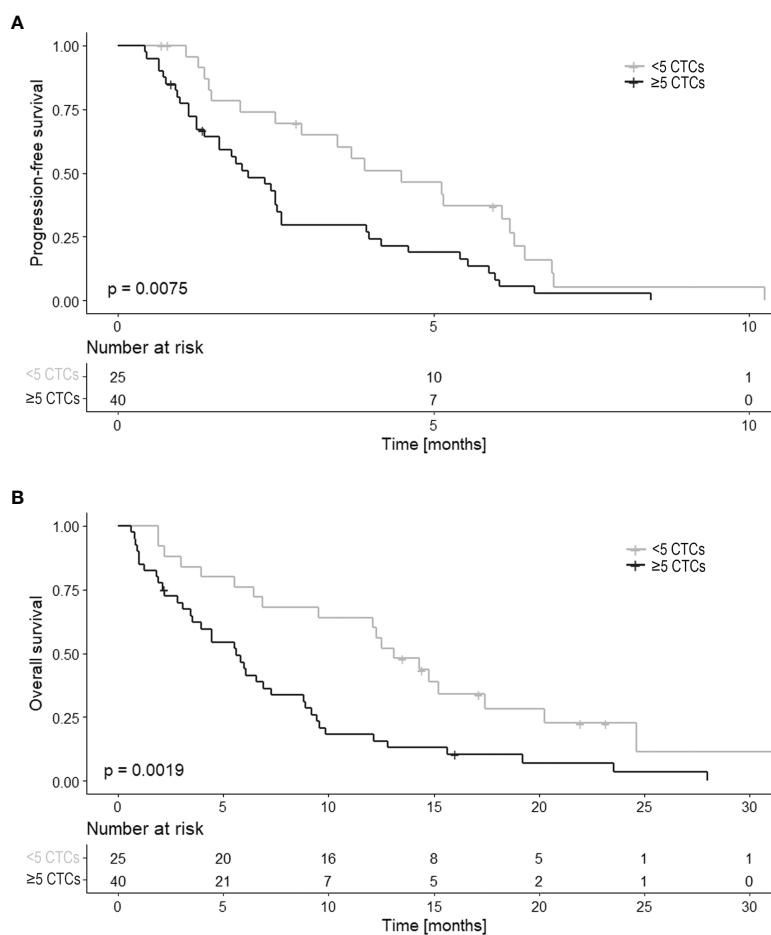 A
1.00
0.75
0.50
0.25
0.00
Progression-free survival
<5 CTCs
≥5 CTCs
p = 0.0075
0 5 10
Number at risk
<5 CTCs 25 10 1
≥5 CTCs 40 7 0
0 5 10
Time [months]
B
1.00
0.75
0.50
0.25
0.00
Overall survival
<5 CTCs
≥5 CTCs
p = 0.0019
0 5 10 15 20 25 30
Number at risk
<5 CTCs 25 20 16 8 5 1 1
≥5 CTCs 40 21 7 5 2 1 0
0 5 10 15 20 25 30
Time [months]